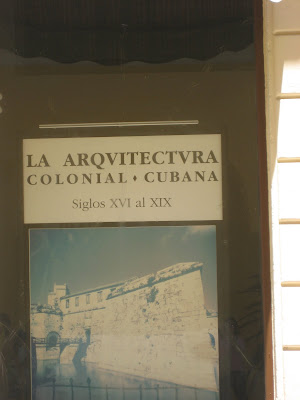 LA ARQVITECTVRA
COLONIAL • CUBANA
Siglos XVI al XIX